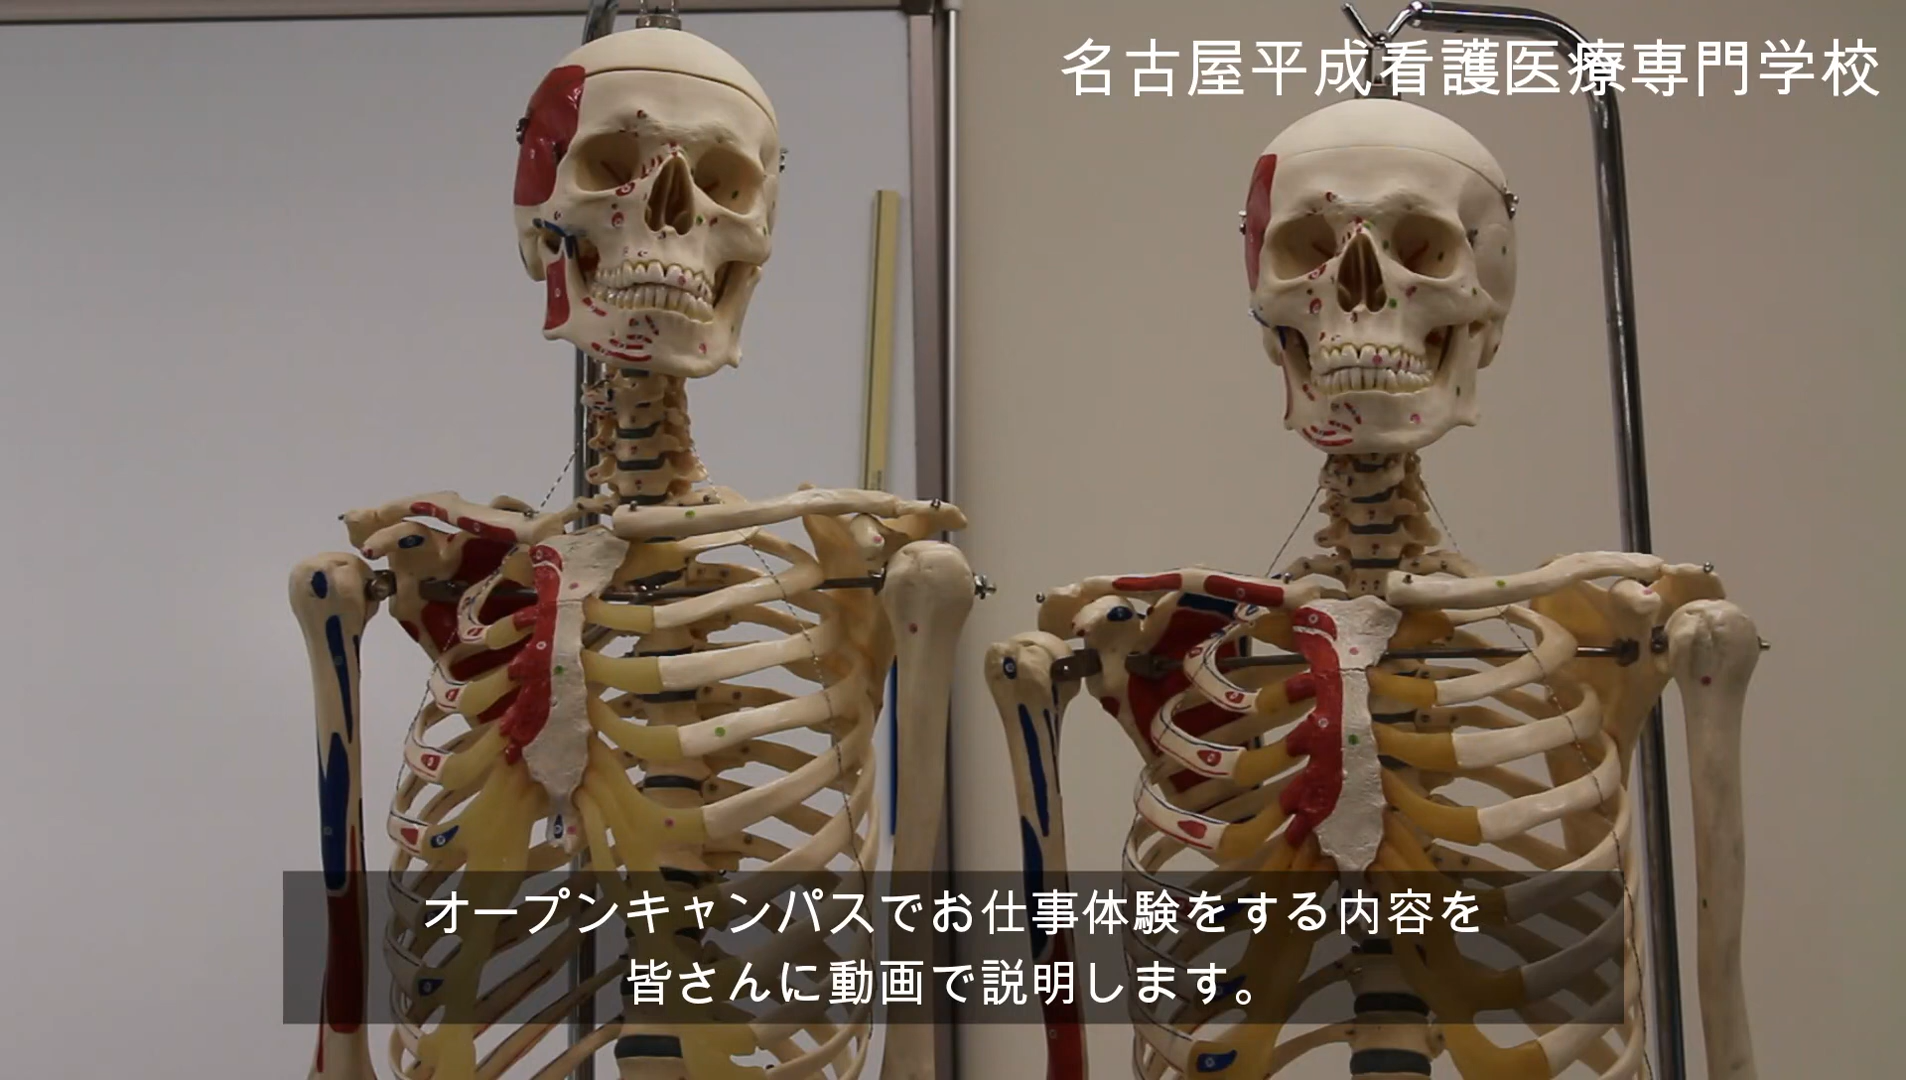 名古屋平成看護医療専門学校
オープンキャンパスでお仕事体験をする内容を
皆さんに動画で説明します。